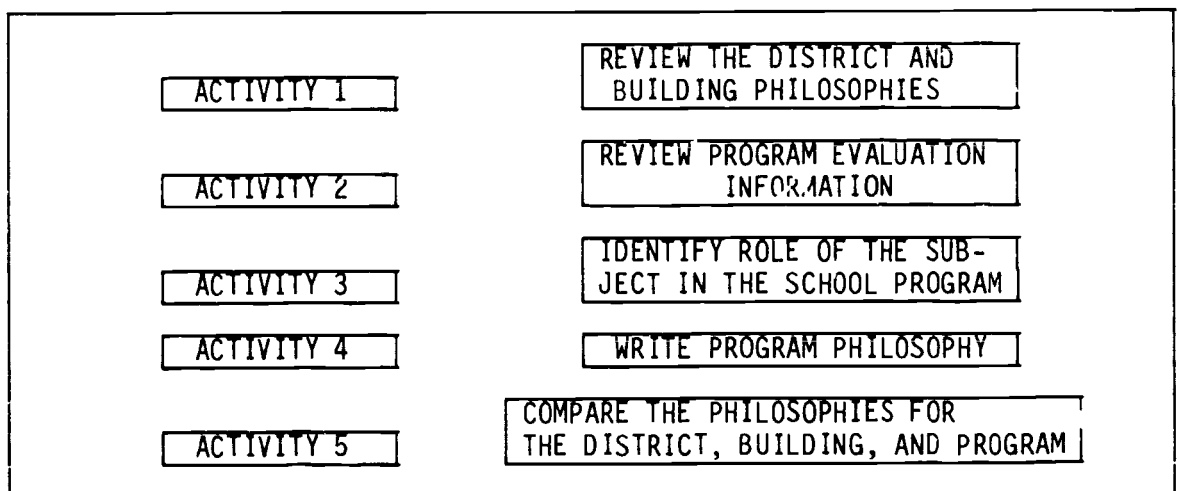 ACTIVITY 1
REVIEW THE DISTRICT AND
BUILDING PHILOSOPHIES
ACTIVITY 2
REVIEW PROGRAM EVALUATION
INFORMATION
ACTIVITY 3
IDENTIFY ROLE OF THE SUB-
JECT IN THE SCHOOL PROGRAM
ACTIVITY 4
WRITE PROGRAM PHILOSOPHY
ACTIVITY 5
COMPARE THE PHILOSOPHIES FOR
THE DISTRICT, BUILDING, AND PROGRAM